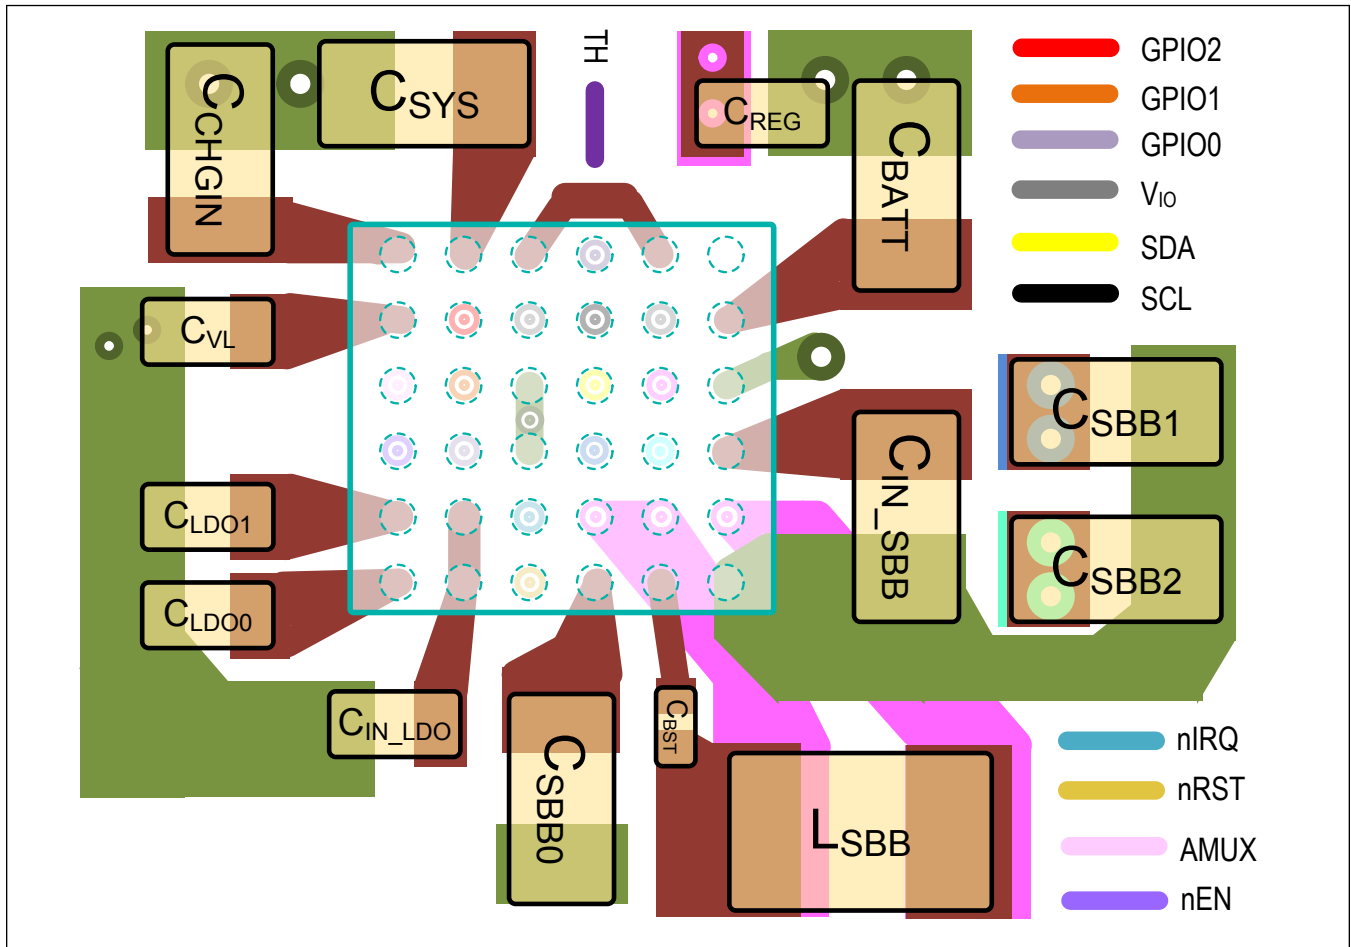 TH
GPIO2
CSYS
CREG
CCHGIN
CBATT
GPIO1
GPIO0
VIO
SDA
SCL
CVL
CSBB1
CIN_SBB
CLDO1
CSBB2
CLDO0
CIN_LDO
CBST
CSBB0
LSBB
nIRQ
nRST
AMUX
nEN